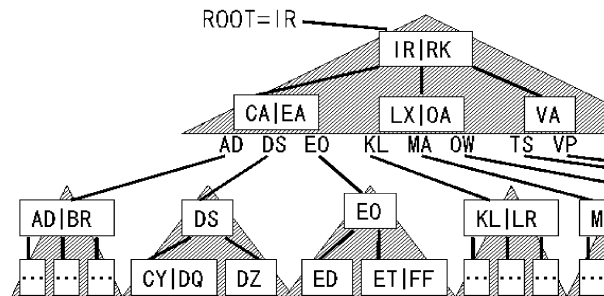 ROOT=IR
IR|RK
CA|EA LX|OA VA
AD DS EO KL MA OW TS VP
AD|BR DS EO KL|LR M
... ... ... CY|DQ DZ ED ET|FF ... ... ... ...